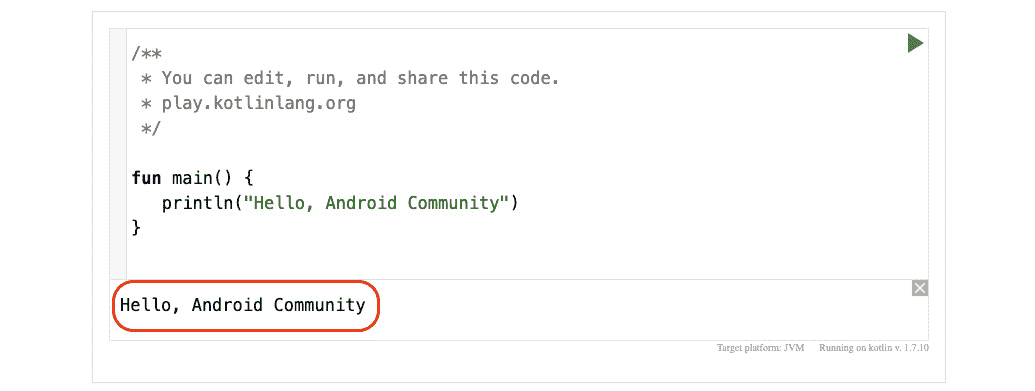 /**
 * You can edit, run, and share this code.
 * play.kotlinlang.org
 */
fun main() {
   println("Hello, Android Community")
}
Hello, Android Community
Target platform: JVM Running on kotlin v. 1.7.10